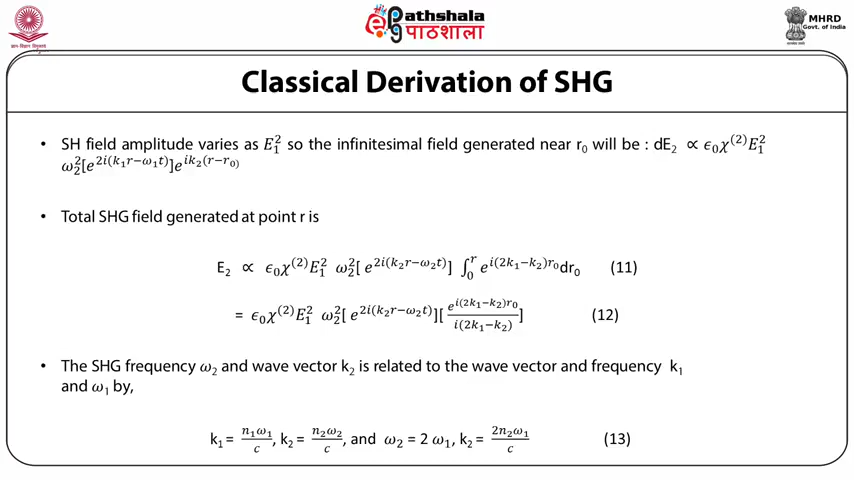 ज्ञान-विज्ञान विमुक्तये
Pathshala
पाठशाला
MHRD
Govt. of India
Classical Derivation of SHG
• SH field amplitude varies as E₁² so the infinitesimal field generated near r₀ will be : dE₂ ∝ ϵ₀χ⁽²⁾E₁²
ω₂²[e^{2i(k₁r−ω₁t)}]e^{ik₂(r−r₀)}
• Total SHG field generated at point r is
E₂ ∝ ϵ₀χ⁽²⁾E₁² ω₂²[ e^{2i(k₂r−ω₂t)}] ∫₀^r e^{i(2k₁−k₂)r₀}dr₀ (11)
= ϵ₀χ⁽²⁾E₁² ω₂²[ e^{2i(k₂r−ω₂t)}][ e^{i(2k₁−k₂)r₀} / i(2k₁−k₂) ] (12)
• The SHG frequency ω₂ and wave vector k₂ is related to the wave vector and frequency k₁
and ω₁ by,
k₁ = n₁ω₁/c, k₂ = n₂ω₂/c, and ω₂ = 2 ω₁, k₂ = 2n₂ω₁/c (13)